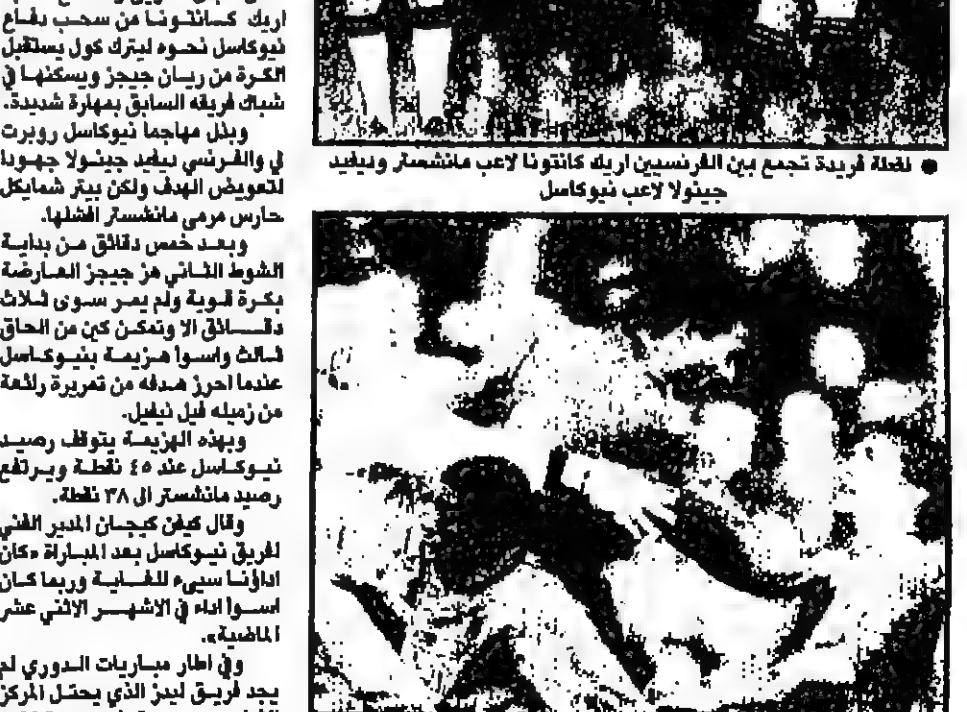 اريك كانتونا من سحب دفاع
نيوكاسل نحوه ليترك كول يستقبل
الكرة من ريان جيجز ويسكنها في
شباك فريقه السابق بمهارة شديدة.
وبذل مهاجما نيوكاسل روبرت
لي والفرنسي ديفيد جينولا جهودا
لتعويض الهدف ولكن بيتر شمايكل
حارس مرمى مانشستر افشلها.
وبعد خمس دقائق من بداية
الشوط الثاني هز جيجز العارضة
بكرة قوية ولم يمر سوى ثلاث
دقائق الا وتمكن كين من الحاق
ثالث واسوا هزيمة بنيوكاسل
عندما احرز هدفه من تمريرة رائعة
من زميله فيل نيفيل.
وبهذه الهزيمة يتوقف رصيد
نيوكاسل عند ٤٥ نقطة ويرتفع
رصيد مانشستر الى ٣٨ نقطة.
وقال كيفن كيجان المدير الفني
لفريق نيوكاسل بعد المباراة «كان
اداؤنا سيىء للغاية وربما كان
اسوا اداء في الاشهر الاثني عشر
الماضية».
وفي اطار مباريات الدوري لم
يجد فريق ليدز الذي يحتل المركز
● لقطة فريدة تجمع بين الفرنسيين اريك كانتونا لاعب مانشستر وديفيد
جينولا لاعب نيوكاسل